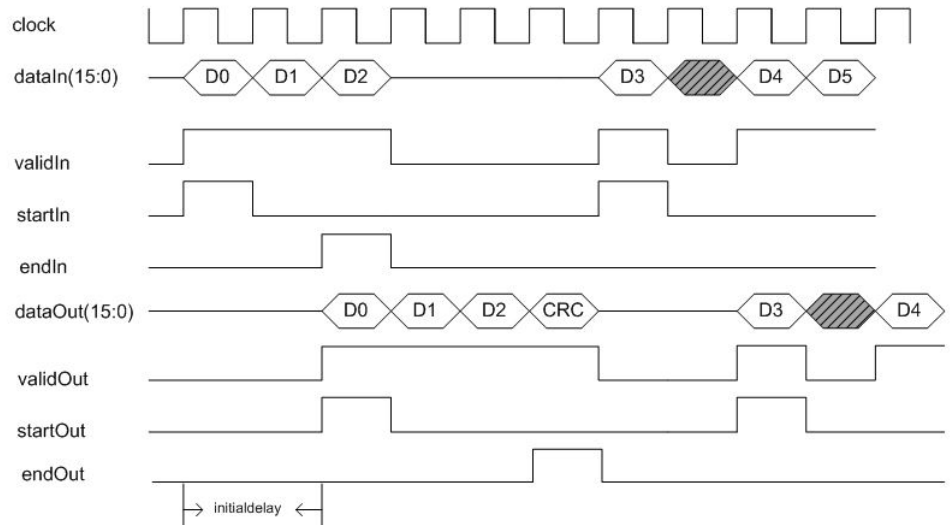 clock
dataIn(15:0) D0 D1 D2 D3 D4 D5
validIn
startIn
endIn
dataOut(15:0) D0 D1 D2 CRC D3 D4
validOut
startOut
endOut
initialdelay